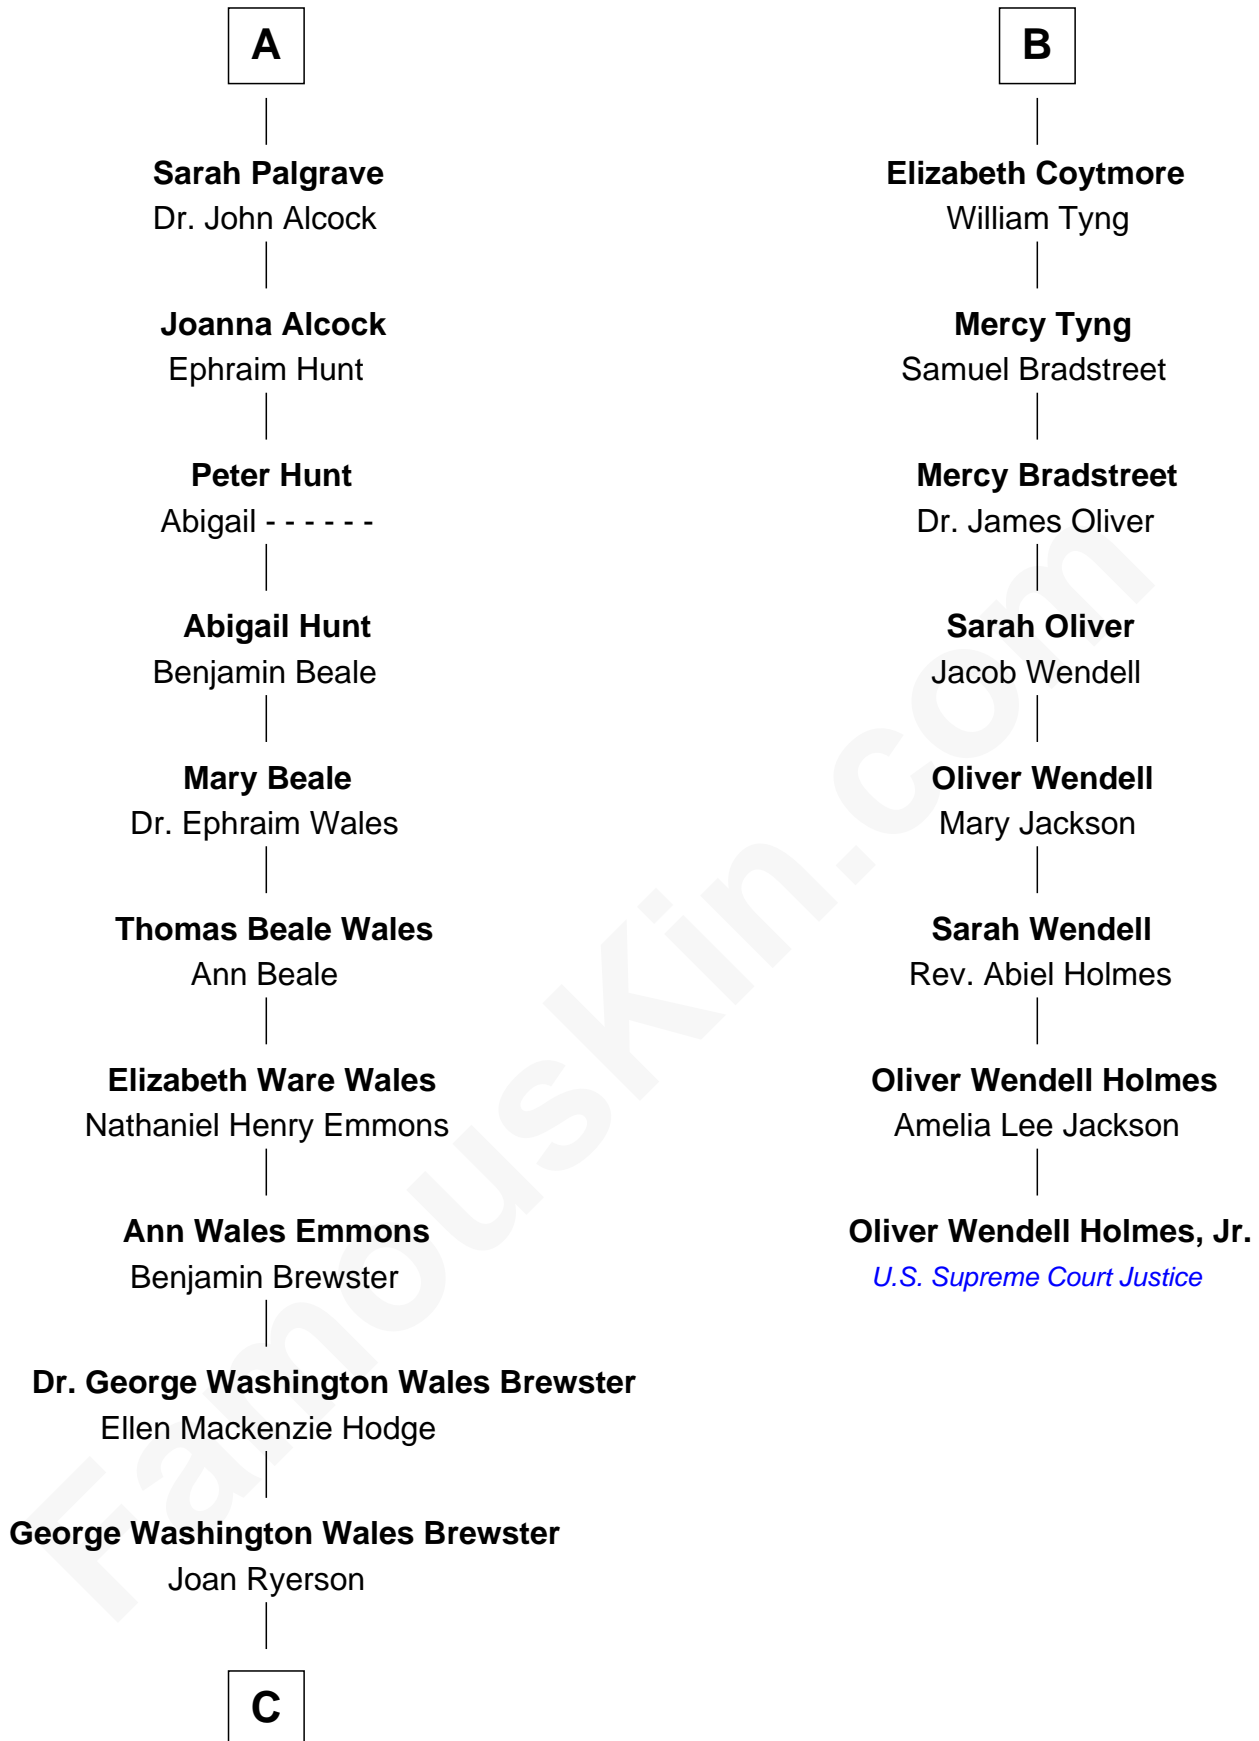 A
Sarah Palgrave
Dr. John Alcock
Joanna Alcock
Ephraim Hunt
Peter Hunt
Abigail - - - - - -
Abigail Hunt
Benjamin Beale
Mary Beale
Dr. Ephraim Wales
Thomas Beale Wales
Ann Beale
Elizabeth Ware Wales
Nathaniel Henry Emmons
Ann Wales Emmons
Benjamin Brewster
Dr. George Washington Wales Brewster
Ellen Mackenzie Hodge
George Washington Wales Brewster
Joan Ryerson
C
B
Elizabeth Coytmore
William Tyng
Mercy Tyng
Samuel Bradstreet
Mercy Bradstreet
Dr. James Oliver
Sarah Oliver
Jacob Wendell
Oliver Wendell
Mary Jackson
Sarah Wendell
Rev. Abiel Holmes
Oliver Wendell Holmes
Amelia Lee Jackson
Oliver Wendell Holmes, Jr.
U.S. Supreme Court Justice
FamousKin.com